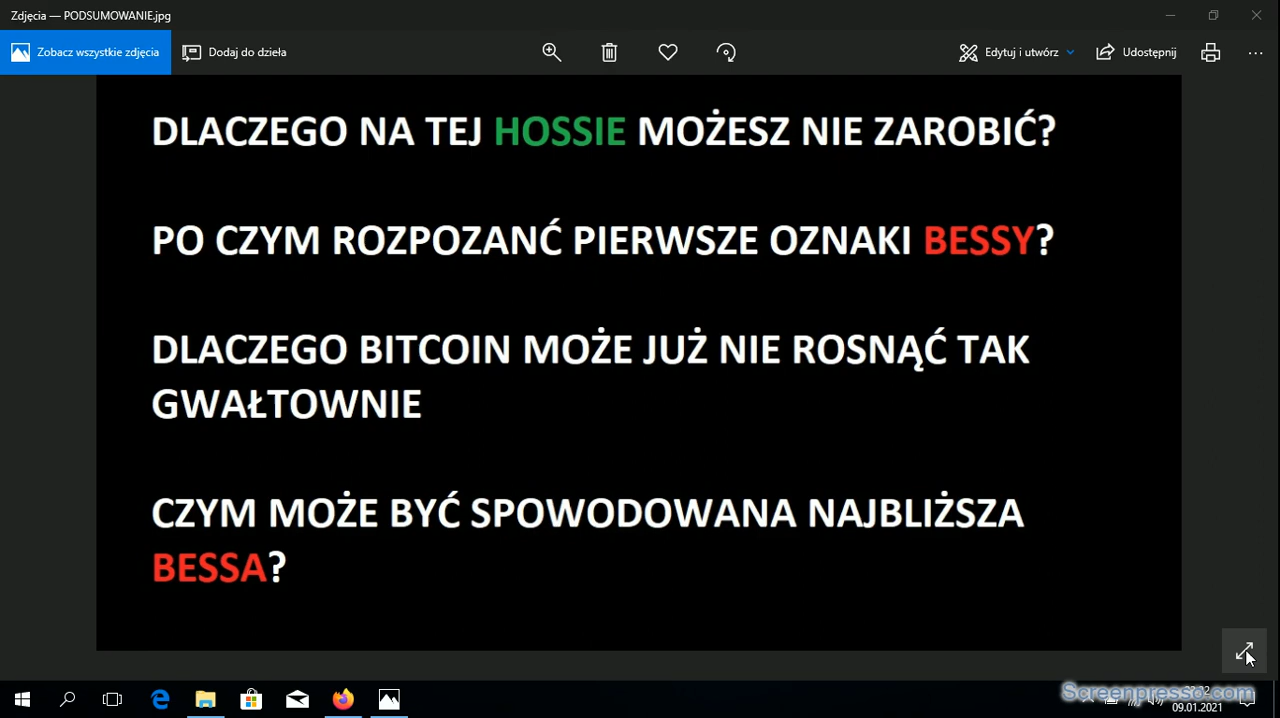 Zdjęcia — PODSUMOWANIE.jpg
Zobacz wszystkie zdjęcia
Dodaj do dzieła
Edytuj i utwórz
Udostępnij
DLACZEGO NA TEJ HOSSIE MOŻESZ NIE ZAROBIĆ?
PO CZYM ROZPOZANĆ PIERWSZE OZNAKI BESSY?
DLACZEGO BITCOIN MOŻE JUŻ NIE ROSNĄĆ TAK
GWAŁTOWNIE
CZYM MOŻE BYĆ SPOWODOWANA NAJBLIŻSZA
BESSA?
Screenpresso.com
09.01.2021